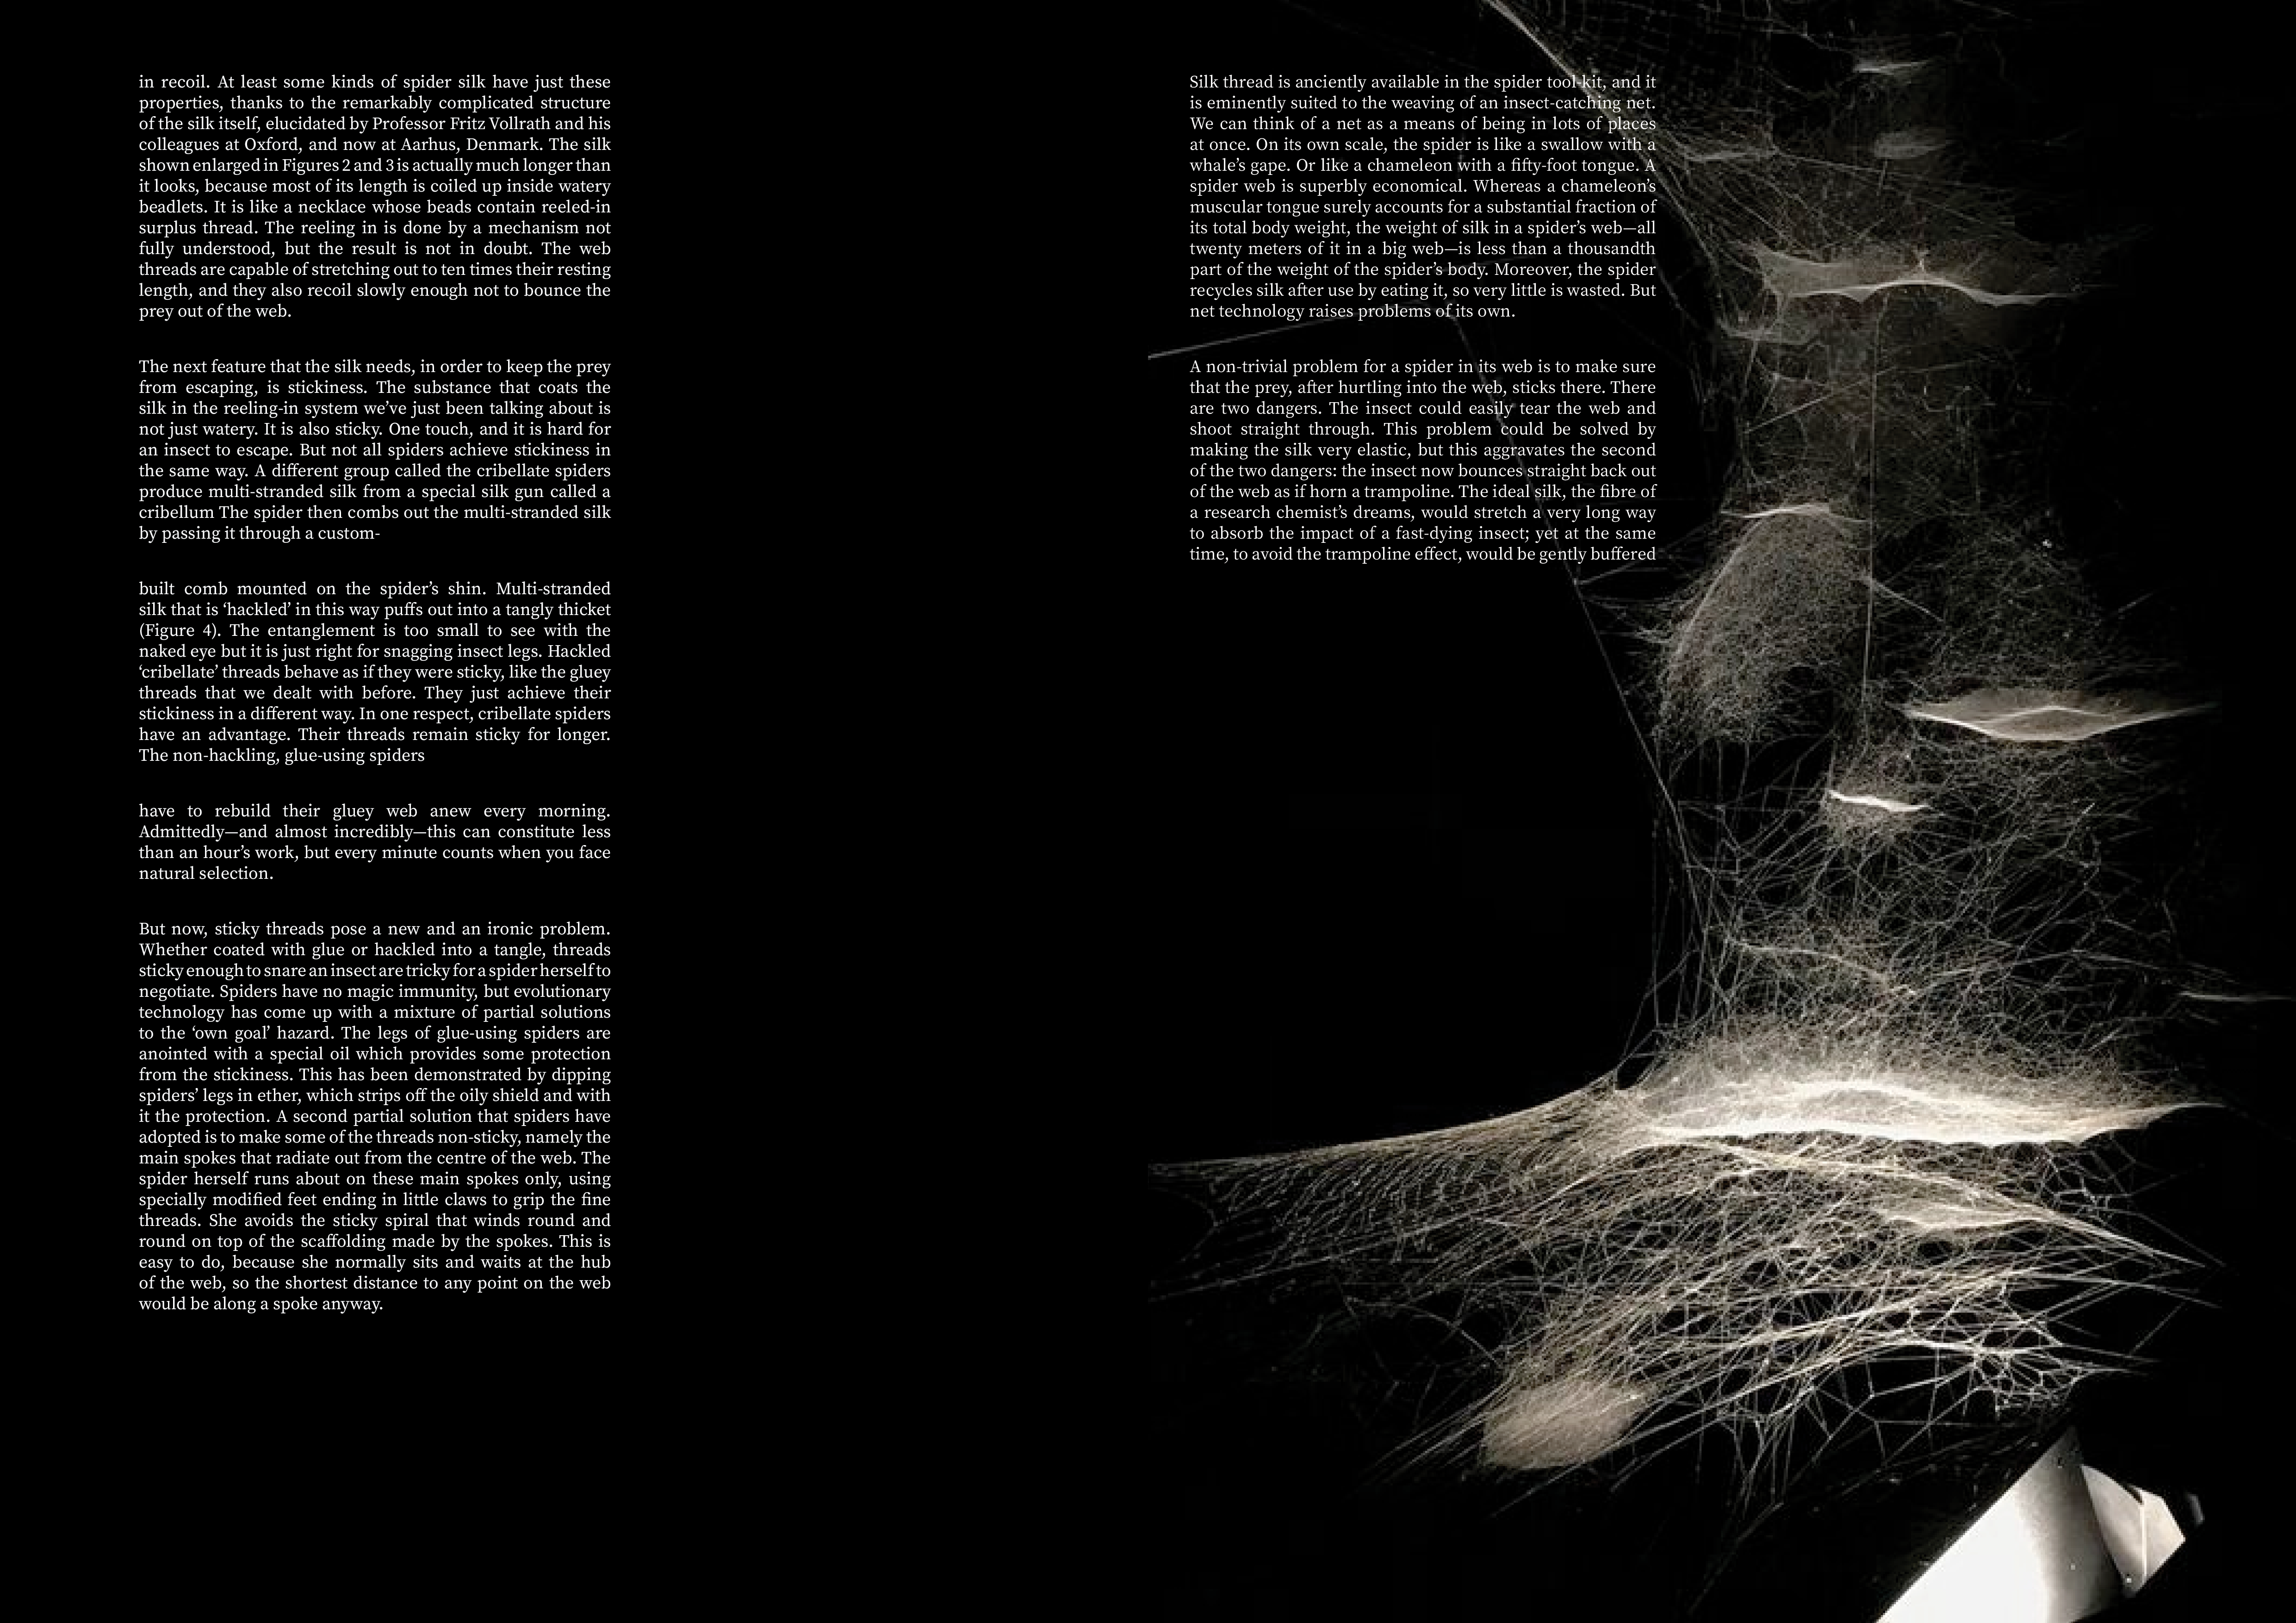 in recoil. At least some kinds of spider silk have just these
properties, thanks to the remarkably complicated structure
of the silk itself, elucidated by Professor Fritz Vollrath and his
colleagues at Oxford, and now at Aarhus, Denmark. The silk
shown enlarged in Figures 2 and 3 is actually much longer than
it looks, because most of its length is coiled up inside watery
beadlets. It is like a necklace whose beads contain reeled-in
surplus thread. The reeling in is done by a mechanism not
fully understood, but the result is not in doubt. The web
threads are capable of stretching out to ten times their resting
length, and they also recoil slowly enough not to bounce the
prey out of the web.
The next feature that the silk needs, in order to keep the prey
from escaping, is stickiness. The substance that coats the
silk in the reeling-in system we’ve just been talking about is
not just watery. It is also sticky. One touch, and it is hard for
an insect to escape. But not all spiders achieve stickiness in
the same way. A different group called the cribellate spiders
produce multi-stranded silk from a special silk gun called a
cribellum The spider then combs out the multi-stranded silk
by passing it through a custom-
built comb mounted on the spider’s shin. Multi-stranded
silk that is ‘hackled’ in this way puffs out into a tangly thicket
(Figure 4). The entanglement is too small to see with the
naked eye but it is just right for snagging insect legs. Hackled
‘cribellate’ threads behave as if they were sticky, like the gluey
threads that we dealt with before. They just achieve their
stickiness in a different way. In one respect, cribellate spiders
have an advantage. Their threads remain sticky for longer.
The non-hackling, glue-using spiders
have to rebuild their gluey web anew every morning.
Admittedly—and almost incredibly—this can constitute less
than an hour’s work, but every minute counts when you face
natural selection.
But now, sticky threads pose a new and an ironic problem.
Whether coated with glue or hackled into a tangle, threads
sticky enough to snare an insect are tricky for a spider herself to
negotiate. Spiders have no magic immunity, but evolutionary
technology has come up with a mixture of partial solutions
to the ‘own goal’ hazard. The legs of glue-using spiders are
anointed with a special oil which provides some protection
from the stickiness. This has been demonstrated by dipping
spiders’ legs in ether, which strips off the oily shield and with
it the protection. A second partial solution that spiders have
adopted is to make some of the threads non-sticky, namely the
main spokes that radiate out from the centre of the web. The
spider herself runs about on these main spokes only, using
specially modified feet ending in little claws to grip the fine
threads. She avoids the sticky spiral that winds round and
round on top of the scaffolding made by the spokes. This is
easy to do, because she normally sits and waits at the hub
of the web, so the shortest distance to any point on the web
would be along a spoke anyway.
Silk thread is anciently available in the spider tool-kit, and it
is eminently suited to the weaving of an insect-catching net.
We can think of a net as a means of being in lots of places
at once. On its own scale, the spider is like a swallow with a
whale’s gape. Or like a chameleon with a fifty-foot tongue. A
spider web is superbly economical. Whereas a chameleon’s
muscular tongue surely accounts for a substantial fraction of
its total body weight, the weight of silk in a spider’s web—all
twenty meters of it in a big web—is less than a thousandth
part of the weight of the spider’s body. Moreover, the spider
recycles silk after use by eating it, so very little is wasted. But
net technology raises problems of its own.
A non-trivial problem for a spider in its web is to make sure
that the prey, after hurtling into the web, sticks there. There
are two dangers. The insect could easily tear the web and
shoot straight through. This problem could be solved by
making the silk very elastic, but this aggravates the second
of the two dangers: the insect now bounces straight back out
of the web as if horn a trampoline. The ideal silk, the fibre of
a research chemist’s dreams, would stretch a very long way
to absorb the impact of a fast-dying insect; yet at the same
time, to avoid the trampoline effect, would be gently buffered